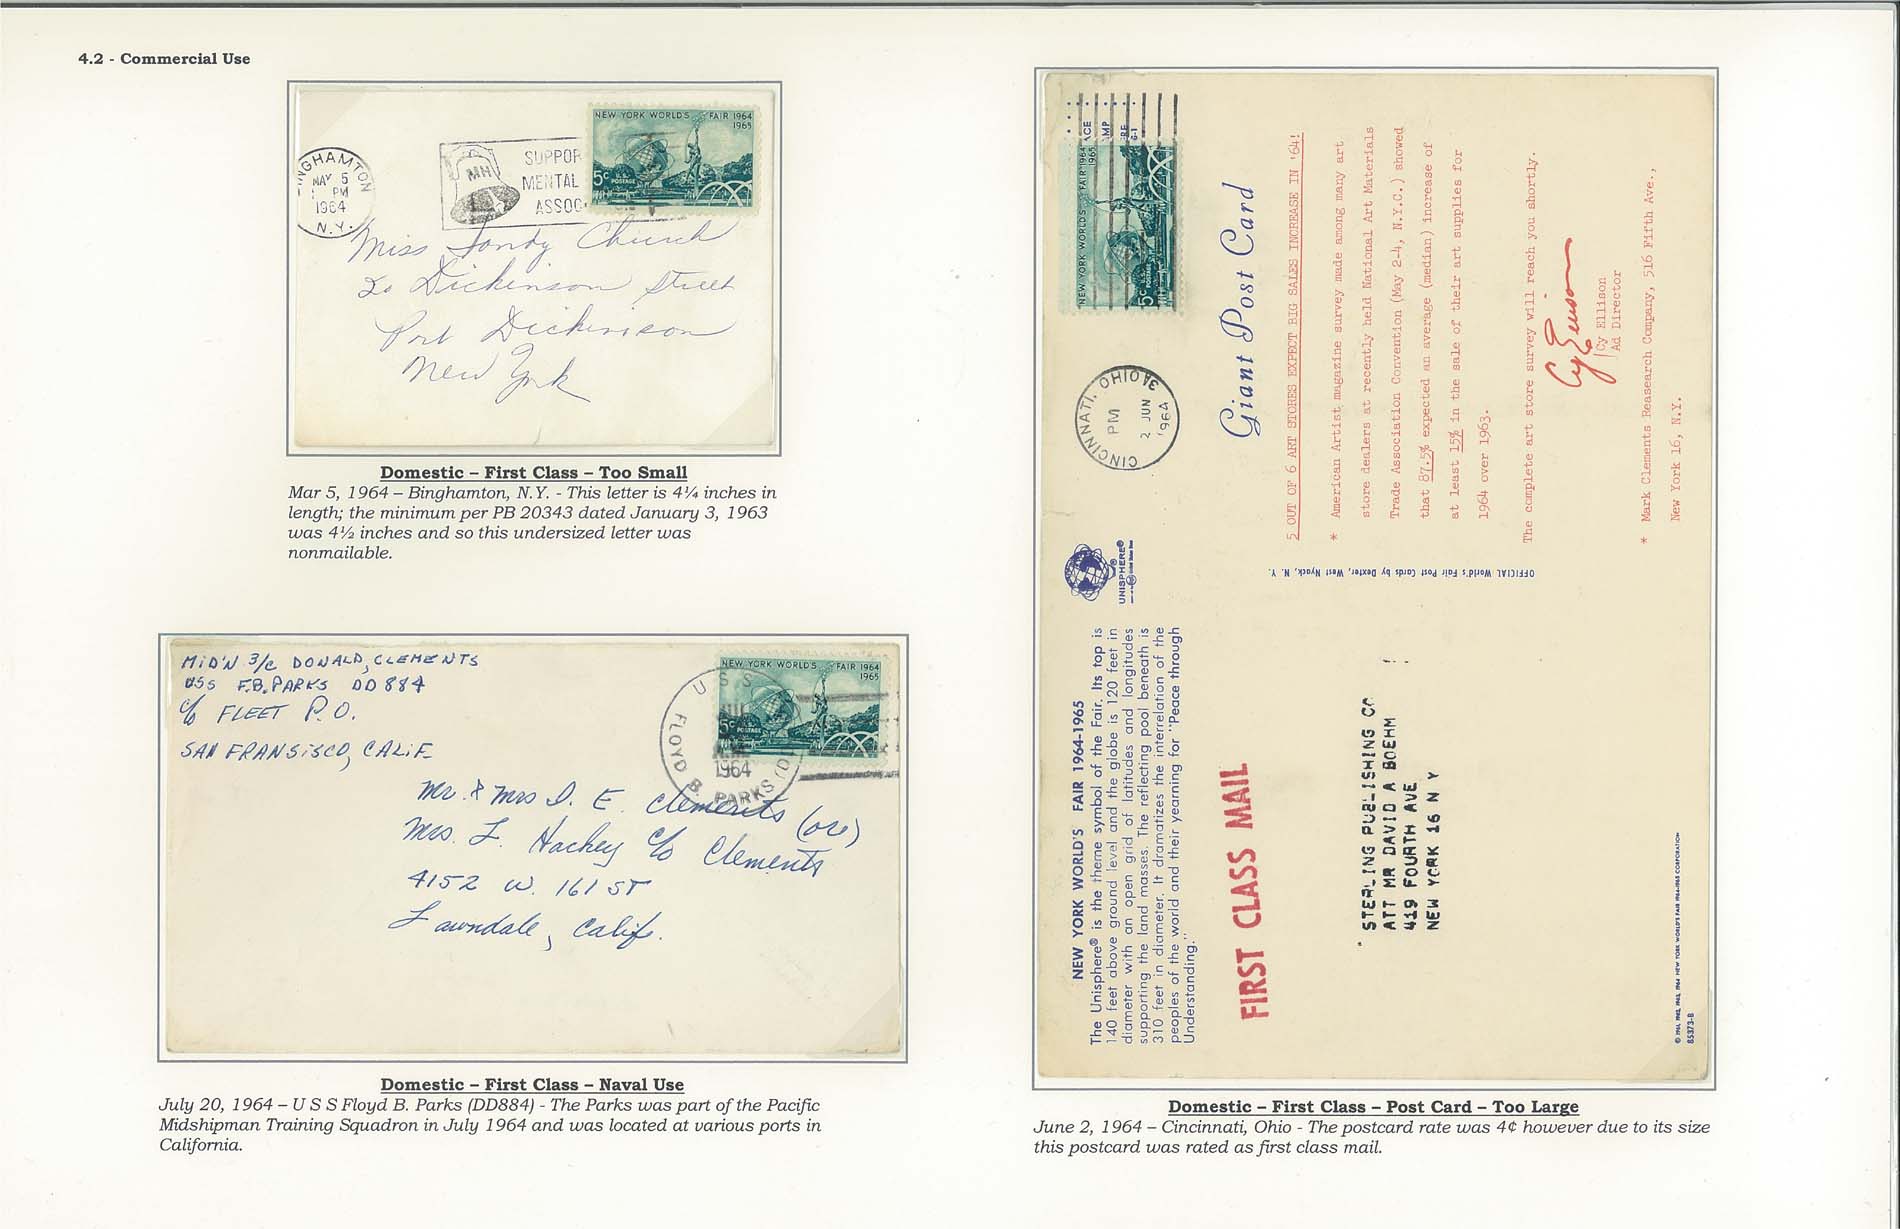 4.2 - Commercial Use
NGHAMTON
MAY 5
PM
1964
N.Y.
MH
SUPPOR
MENTAL
ASSOC
NEW YORK WORLD'S FAIR 1964
1965
5c
POSTAGE
Miss Sandy Church
20 Dickinson Street
Port Dickinson
New York
Domestic – First Class – Too Small
Mar 5, 1964 – Binghamton, N.Y. - This letter is 4¼ inches in
length; the minimum per PB 20343 dated January 3, 1963
was 4½ inches and so this undersized letter was
nonmailable.
MID'N 3/c DONALD, CLEMENTS
USS F.B. PARKS DD884
c/o FLEET P.O.
SAN FRANSISCO, CALIF.
NEW YORK WORLD'S FAIR 1964
1965
5c
POSTAGE
USS
FLOYD B. PARKS (D
1964
Mr. & Mrs D. E. Clements (or)
Mrs. L. Hackey c/o Clements
4152 W. 161 ST
Lawndale, Calif.
Domestic – First Class – Naval Use
July 20, 1964 – U S S Floyd B. Parks (DD884) - The Parks was part of the Pacific
Midshipman Training Squadron in July 1964 and was located at various ports in
California.
NEW YORK WORLD'S FAIR 1964
1965
5c
POSTAGE
CINCINNATI, OHIO
PM
2 JUN
1964
Giant Post Card
5 OUT OF 6 ART STORES EXPECT BIG SALES INCREASE IN '64!
* American Artist magazine survey made among many art
store dealers at recently held National Art Materials
Trade Association Convention (May 2-4, N.Y.C.) showed
that 87.5% expected an average (median) increase of
at least 15% in the sale of their art supplies for
1964 over 1963.
The complete art store survey will reach you shortly.
Cy Ellison
Cy Ellison
Ad Director
* Mark Clements Reasearch Company, 516 Fifth Ave.,
New York 16, N.Y.
UNISPHERE®
OFFICIAL World's Fair Post Cards by Dexter, West Nyack, N. Y.
NEW YORK WORLD'S FAIR 1964-1965
The Unisphere® is the theme symbol of the Fair. Its top is
140 feet above ground level and the globe is 120 feet in
diameter with an open grid of latitudes and longitudes
supporting the land masses. The reflecting pool beneath is
310 feet in diameter. It dramatizes the interrelation of the
peoples of the world and their yearning for "Peace through
Understanding."
FIRST CLASS MAIL
STERLING PUBLISHING CO
ATT MR DAVID A BOEHM
419 FOURTH AVE
NEW YORK 16 N Y
© 1961, 1962, 1964 NEW YORK WORLD'S FAIR 1964-1965 CORPORATION
85373-B
Domestic – First Class – Post Card – Too Large
June 2, 1964 – Cincinnati, Ohio - The postcard rate was 4¢ however due to its size
this postcard was rated as first class mail.